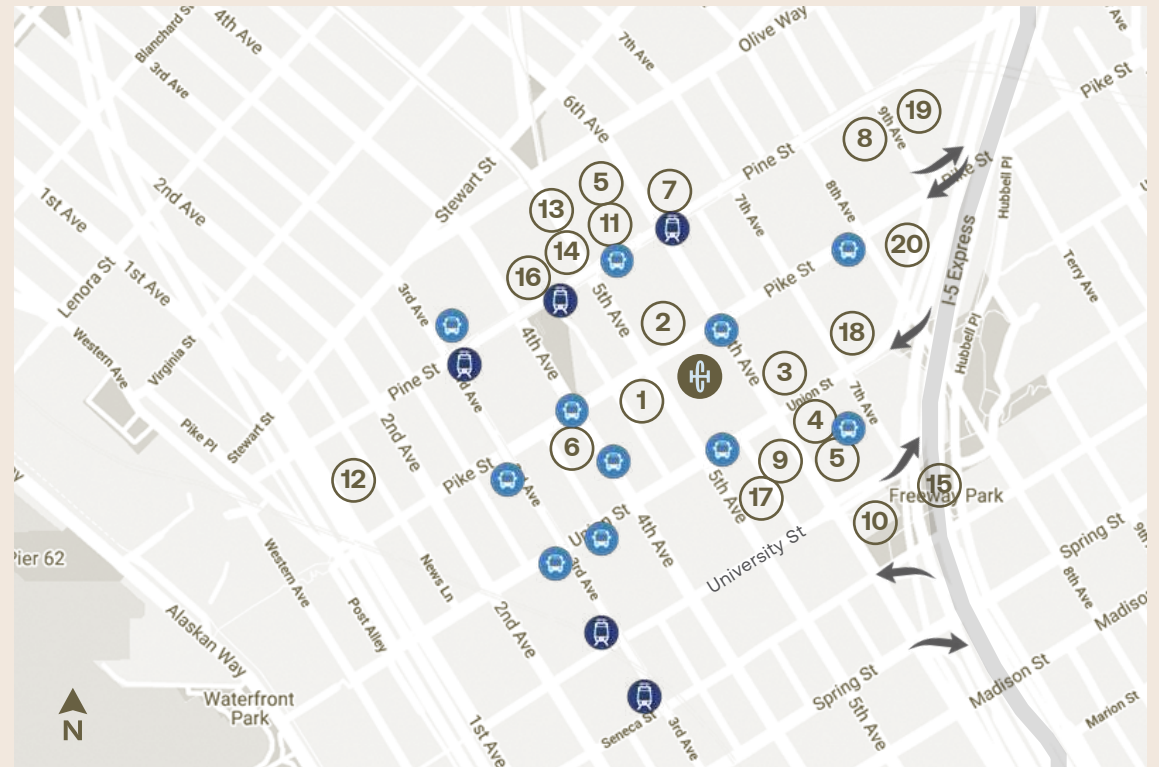 4th Ave
Blanchard St
3rd Ave
7th Ave
Olive Way
Ave
Pike St
6th Ave
19
9th Ave
8
Pine St
Pike St
Hubbell Pl
1st Ave
2nd Ave
Stewart St
5
7
13
11
14
16
7th Ave
8th Ave
20
I-5 Express
Terry Ave
Lenora St
1st Ave
3rd Ave
5th Ave
Pike St
2
4th Ave
18
Hubbell Pl
Western Ave
Virginia St
Pine St
1
3
Union St
7th Ave
4
Pike Pl
Stewart St
2nd Ave
6
9
5
12
Pike St
5th Ave
17
15
Freeway Park
10
Union St
4th Ave
University St
Spring St
9th
Pier 62
Western Ave
News Ln
3rd Ave
8th Ave
Post Alley
2nd Ave
Alaskan Way
Madiso
Waterfront
Park
Spring St
Madison St
Marion St
N
1st Ave
Seneca St
3rd Ave
5th Ave